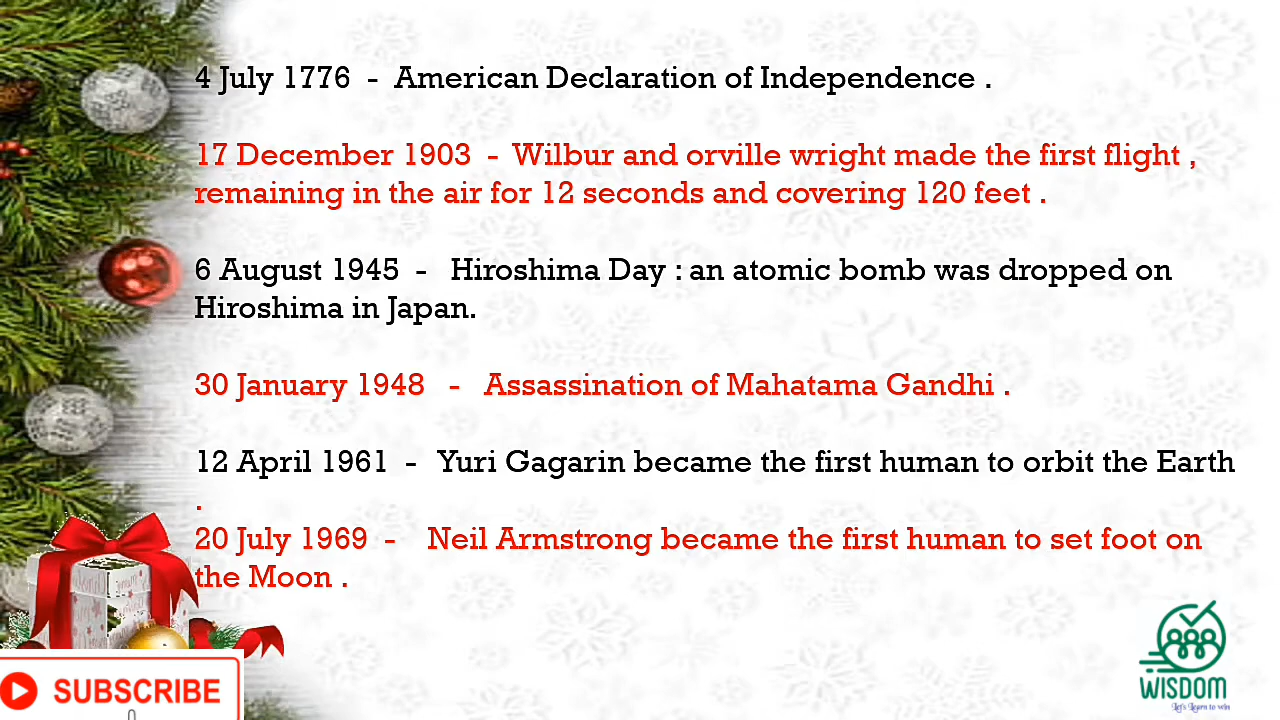 4 July 1776 - American Declaration of Independence .
17 December 1903 - Wilbur and orville wright made the first flight ,
remaining in the air for 12 seconds and covering 120 feet .
6 August 1945 - Hiroshima Day : an atomic bomb was dropped on
Hiroshima in Japan.
30 January 1948 - Assassination of Mahatama Gandhi .
12 April 1961 - Yuri Gagarin became the first human to orbit the Earth
.
20 July 1969 - Neil Armstrong became the first human to set foot on
the Moon .
SUBSCRIBE
WISDOM
Let's Learn to win